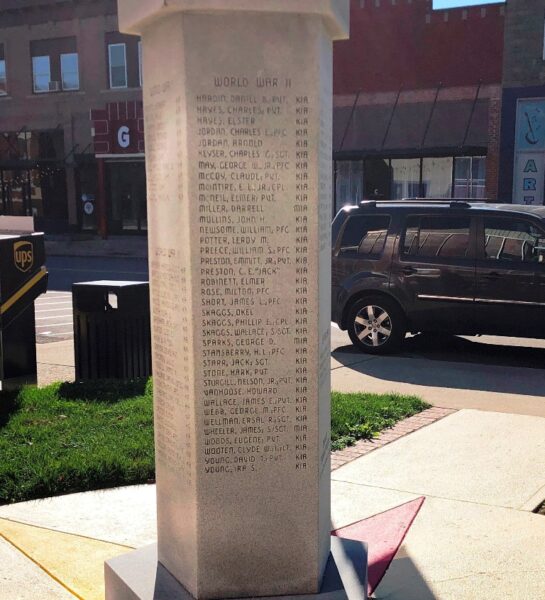 WORLD WAR II
HARDIN, DANIEL B., PVT. KIA
HAYES, CHARLES, PVT. KIA
HAYES, ELSTER KIA
JORDAN, CHARLES E., PFC. KIA
JORDAN, ARNOLD KIA
KEYSER, CHARLES G., SGT. KIA
MAY, GEORGE W., JR., PFC KIA
McCOY, CLAUDE, PVT. KIA
McINTIRE, E. L., JR., CPL KIA
McNEIL, ELMER, PVT. KIA
MILLER, DARRELL MIA
MULLINS, JOHN H. KIA
NEWSOME, WILLIAM, PFC KIA
POTTER, LEROY M. KIA
PREECE, WILLIAM S., PFC KIA
PRESTON, EMMITT, JR., PVT. KIA
PRESTON, C. E. "JACK" KIA
ROBINETT, ELMER KIA
ROSE, MILTON, PFC KIA
SHORT, JAMES L., PFC KIA
SKAGGS, OKEL KIA
SKAGGS, PHILLIP E., CPL KIA
SKAGGS, WALLACE, S/SGT. KIA
SPARKS, GEORGE D. MIA
STANSBERRY, H.L., PFC KIA
STARR, JACK, SGT. KIA
STONE, MARK, PVT. KIA
STURGILL, NELSON, JR., PVT. KIA
VANHOOSE, HOWARD KIA
WALLACE, JAMES E., PVT. KIA
WEBB, GEORGE M., PFC KIA
WELLMAN, ERSAL R., SGT. KIA
WHEELER, JAMES, S/SGT. MIA
WOODS, EUGENE, PVT. KIA
WOOTEN, CLYDE W., 1/LT. KIA
YOUNG, DAVID T., PVT. KIA
YOUNG, IRA S. KIA
ups
G
ART